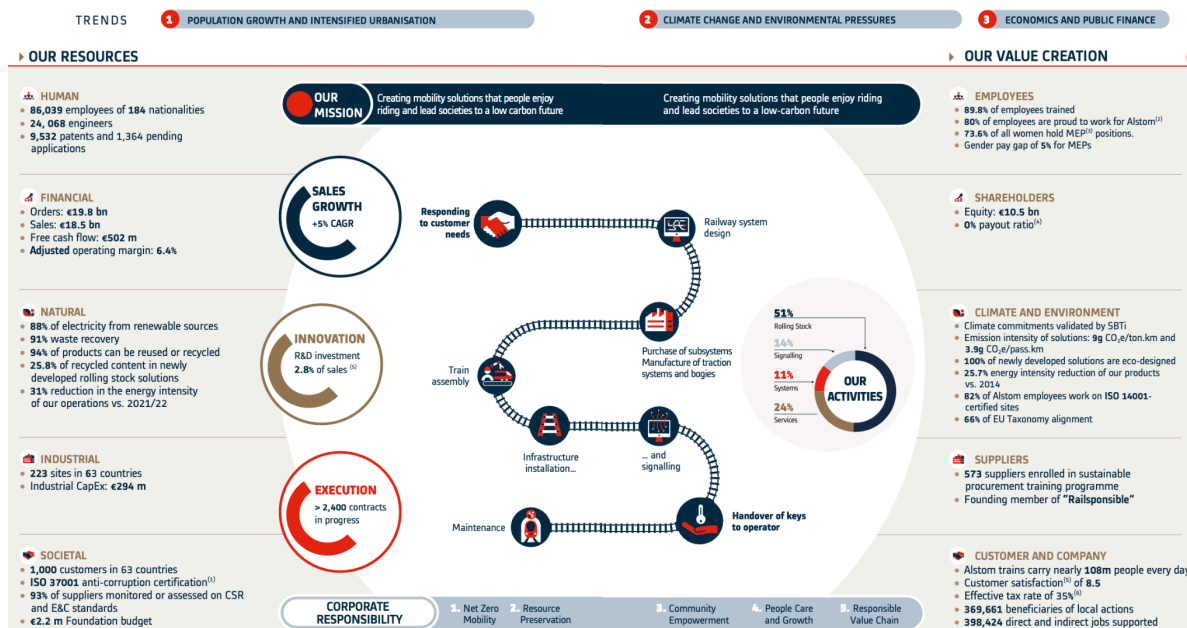 TRENDS
1 POPULATION GROWTH AND INTENSIFIED URBANISATION
2 CLIMATE CHANGE AND ENVIRONMENTAL PRESSURES
3 ECONOMICS AND PUBLIC FINANCE
OUR RESOURCES
HUMAN
86,039 employees of 184 nationalities
24, 068 engineers
9,532 patents and 1,364 pending
applications
FINANCIAL
Orders: €19.8 bn
Sales: €18.5 bn
Free cash flow: €502 m
Adjusted operating margin: 6.4%
NATURAL
88% of electricity from renewable sources
91% waste recovery
94% of products can be reused or recycled
25.8% of recycled content in newly
developed rolling stock solutions
31% reduction in the energy intensity
of our operations vs. 2021/22
INDUSTRIAL
223 sites in 63 countries
Industrial CapEx: €294 m
SOCIETAL
1,000 customers in 63 countries
ISO 37001 anti-corruption certification(1)
93% of suppliers monitored or assessed on CSR
and E&C standards
€2.2 m Foundation budget
OUR
MISSION
Creating mobility solutions that people enjoy
riding and lead societies to a low carbon future
Creating mobility solutions that people enjoy riding
and lead societies to a low-carbon future
SALES
GROWTH
+5% CAGR
INNOVATION
R&D investment
2.8% of sales (5)
EXECUTION
> 2,400 contracts
in progress
Responding
to customer
needs
Railway system
design
Purchase of subsystems
Manufacture of traction
systems and bogies
Train
assembly
Infrastructure
installation...
... and
signalling
Handover of keys
to operator
Maintenance
51%
Rolling Stock
14%
Signalling
11%
Systems
24%
Services
OUR
ACTIVITIES
CORPORATE
RESPONSIBILITY
1. Net Zero
Mobility
2. Resource
Preservation
3. Community
Empowerment
4. People Care
and Growth
5. Responsible
Value Chain
OUR VALUE CREATION
EMPLOYEES
89.8% of employees trained
80% of employees are proud to work for Alstom(2)
73.6% of all women hold MEP(3) positions.
Gender pay gap of 5% for MEPs
SHAREHOLDERS
Equity: €10.5 bn
0% payout ratio(4)
CLIMATE AND ENVIRONMENT
Climate commitments validated by SBTi
Emission intensity of solutions: 9g CO2e/ton.km and
3.9g CO2e/pass.km
100% of newly developed solutions are eco-designed
25.7% energy intensity reduction of our products
vs. 2014
82% of Alstom employees work on ISO 14001-
certified sites
66% of EU Taxonomy alignment
SUPPLIERS
573 suppliers enrolled in sustainable
procurement training programme
Founding member of “Railsponsible”
CUSTOMER AND COMPANY
Alstom trains carry nearly 108m people every day
Customer satisfaction(5) of 8.5
Effective tax rate of 35%(6)
369,661 beneficiaries of local actions
398,424 direct and indirect jobs supported